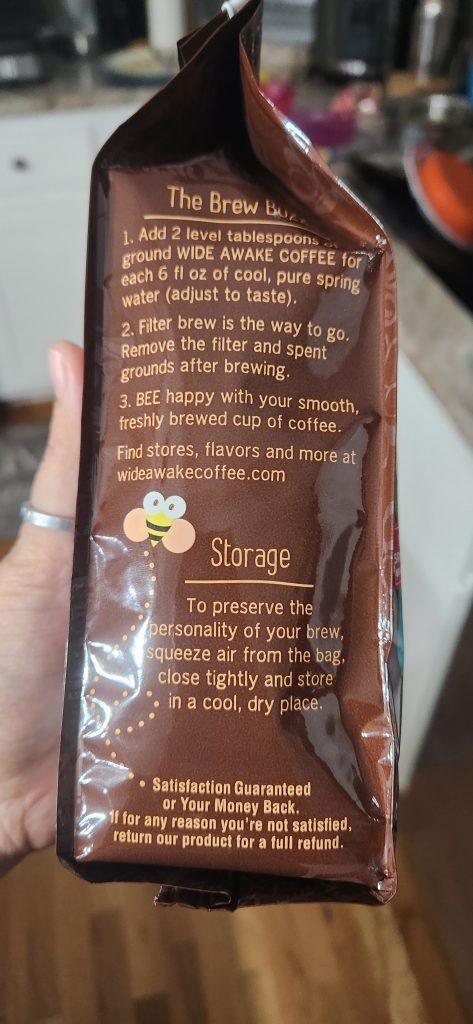 The Brew
1. Add 2 level tablespoons
ground WIDE AWAKE COFFEE for
each 6 fl oz of cool, pure spring
water (adjust to taste).
2. Filter brew is the way to go.
Remove the filter and spent
grounds after brewing.
3. BEE happy with your smooth,
freshly brewed cup of coffee.
Find stores, flavors and more at
wideawakecoffee.com
Storage
To preserve the
personality of your brew,
squeeze air from the bag,
close tightly and store
in a cool, dry place.
• Satisfaction Guaranteed
or Your Money Back.
If for any reason you're not satisfied,
return our product for a full refund.